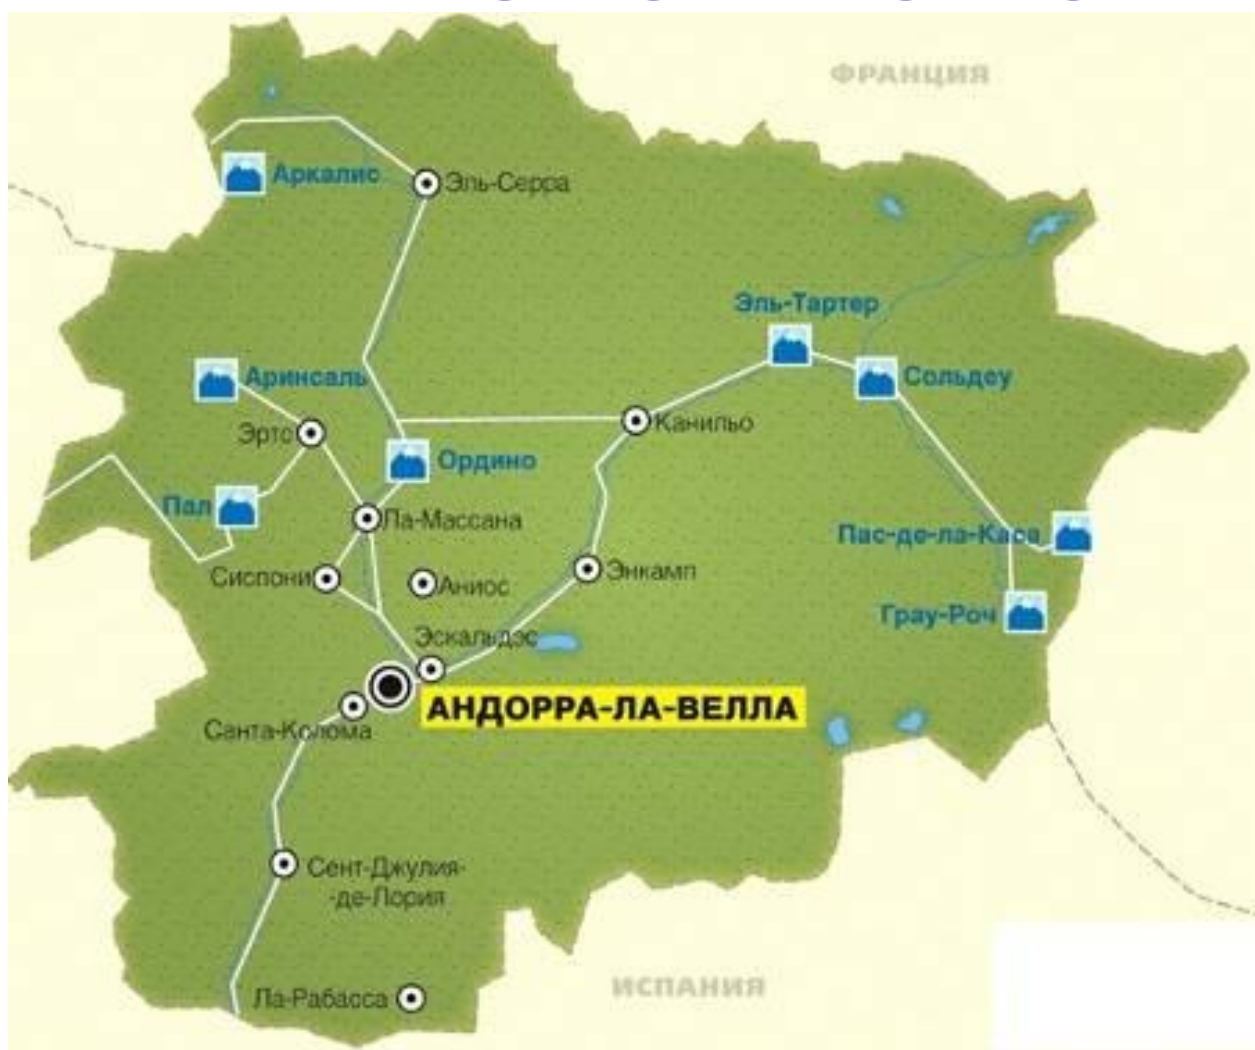 ФРАНЦИЯ
Аркалис
Эль-Серра
Эль-Тартер
Аринсаль
Сольдеу
Эртс
Канильо
Ордино
Пал
Ла-Массана
Пас-де-ла-Каса
Сиспони
Аниос
Энкамп
Грау-Роч
Эскальдэс
АНДОРРА-ЛА-ВЕЛЛА
Санта-Колома
Сент-Джулия-
-де-Лория
ИСПАНИЯ
Ла-Рабасса